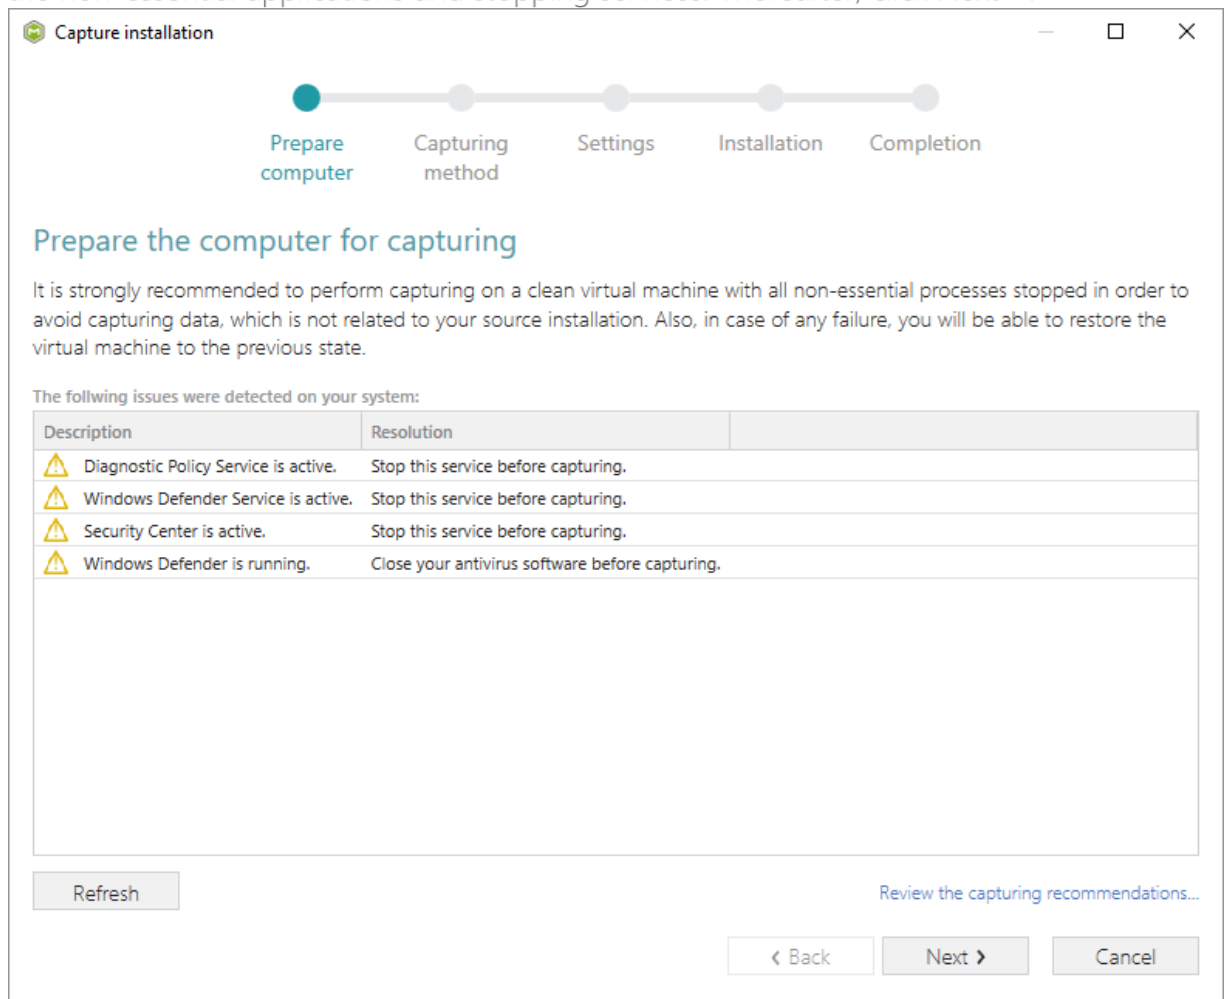 Capture installation
Prepare computer
Capturing method
Settings
Installation
Completion
Prepare the computer for capturing
It is strongly recommended to perform capturing on a clean virtual machine with all non-essential processes stopped in order to
avoid capturing data, which is not related to your source installation. Also, in case of any failure, you will be able to restore the
virtual machine to the previous state.
The follwing issues were detected on your system:
Description Resolution
Diagnostic Policy Service is active. Stop this service before capturing.
Windows Defender Service is active. Stop this service before capturing.
Security Center is active. Stop this service before capturing.
Windows Defender is running. Close your antivirus software before capturing.
Refresh
Review the capturing recommendations...
Back Next Cancel